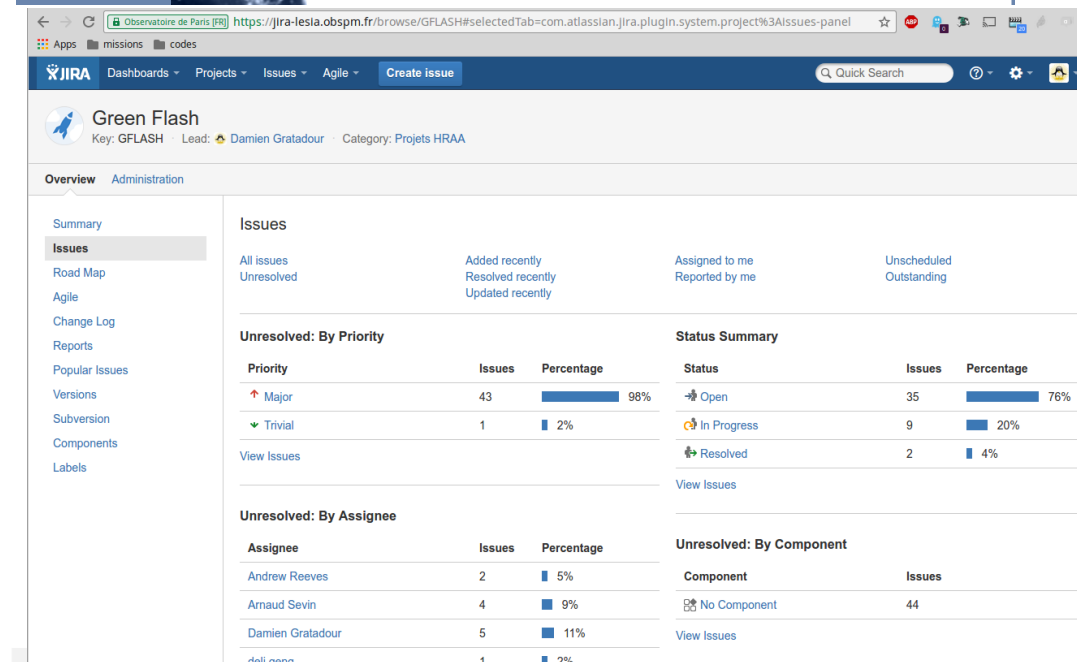 Observatoire de Paris [FR] https://jira-lesia.obspm.fr/browse/GFLASH#selectedTab=com.atlassian.jira.plugin.system.project%3Aissues-panel ABP 0 20
Apps missions codes
JIRA Dashboards Projects Issues Agile Create issue Quick Search
Green Flash
Key: GFLASH · Lead: Damien Gratadour · Category: Projets HRAA
Overview Administration
Summary
Issues
Road Map
Agile
Change Log
Reports
Popular Issues
Versions
Subversion
Components
Labels
Issues
All issues Added recently Assigned to me Unscheduled
Unresolved Resolved recently Reported by me Outstanding
Updated recently
Unresolved: By Priority
Priority Issues Percentage
Major 43 98%
Trivial 1 2%
View Issues
Unresolved: By Assignee
Assignee Issues Percentage
Andrew Reeves 2 5%
Arnaud Sevin 4 9%
Damien Gratadour 5 11%
deli geng 1 2%
Status Summary
Status Issues Percentage
Open 35 76%
In Progress 9 20%
Resolved 2 4%
View Issues
Unresolved: By Component
Component Issues
No Component 44
View Issues